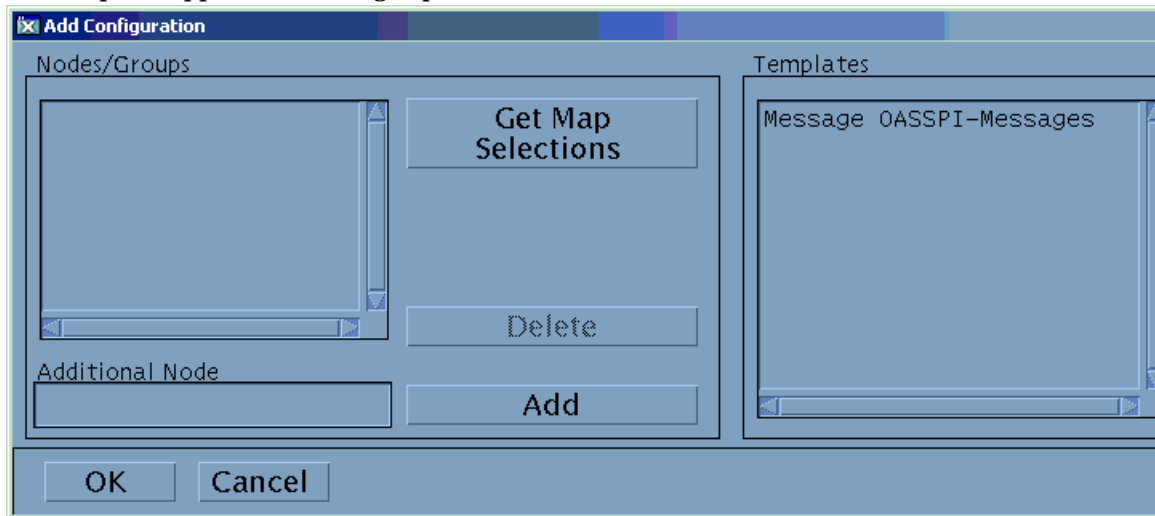 Add Configuration
Nodes/Groups
Templates
Get Map
Selections
Message OASSPI-Messages
Delete
Additional Node
Add
OK
Cancel